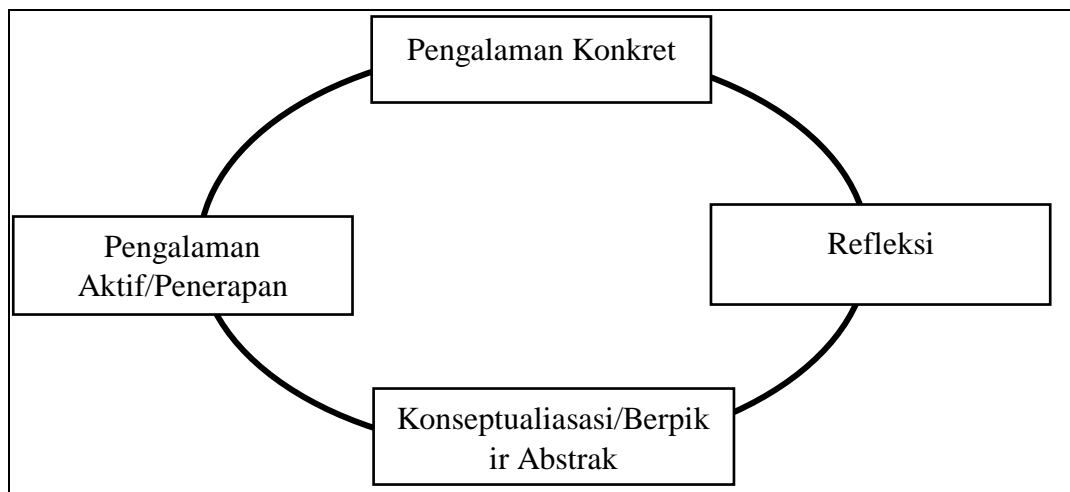 Pengalaman Konkret
Pengalaman
Aktif/Penerapan
Refleksi
Konseptualiasasi/Berpik
ir Abstrak